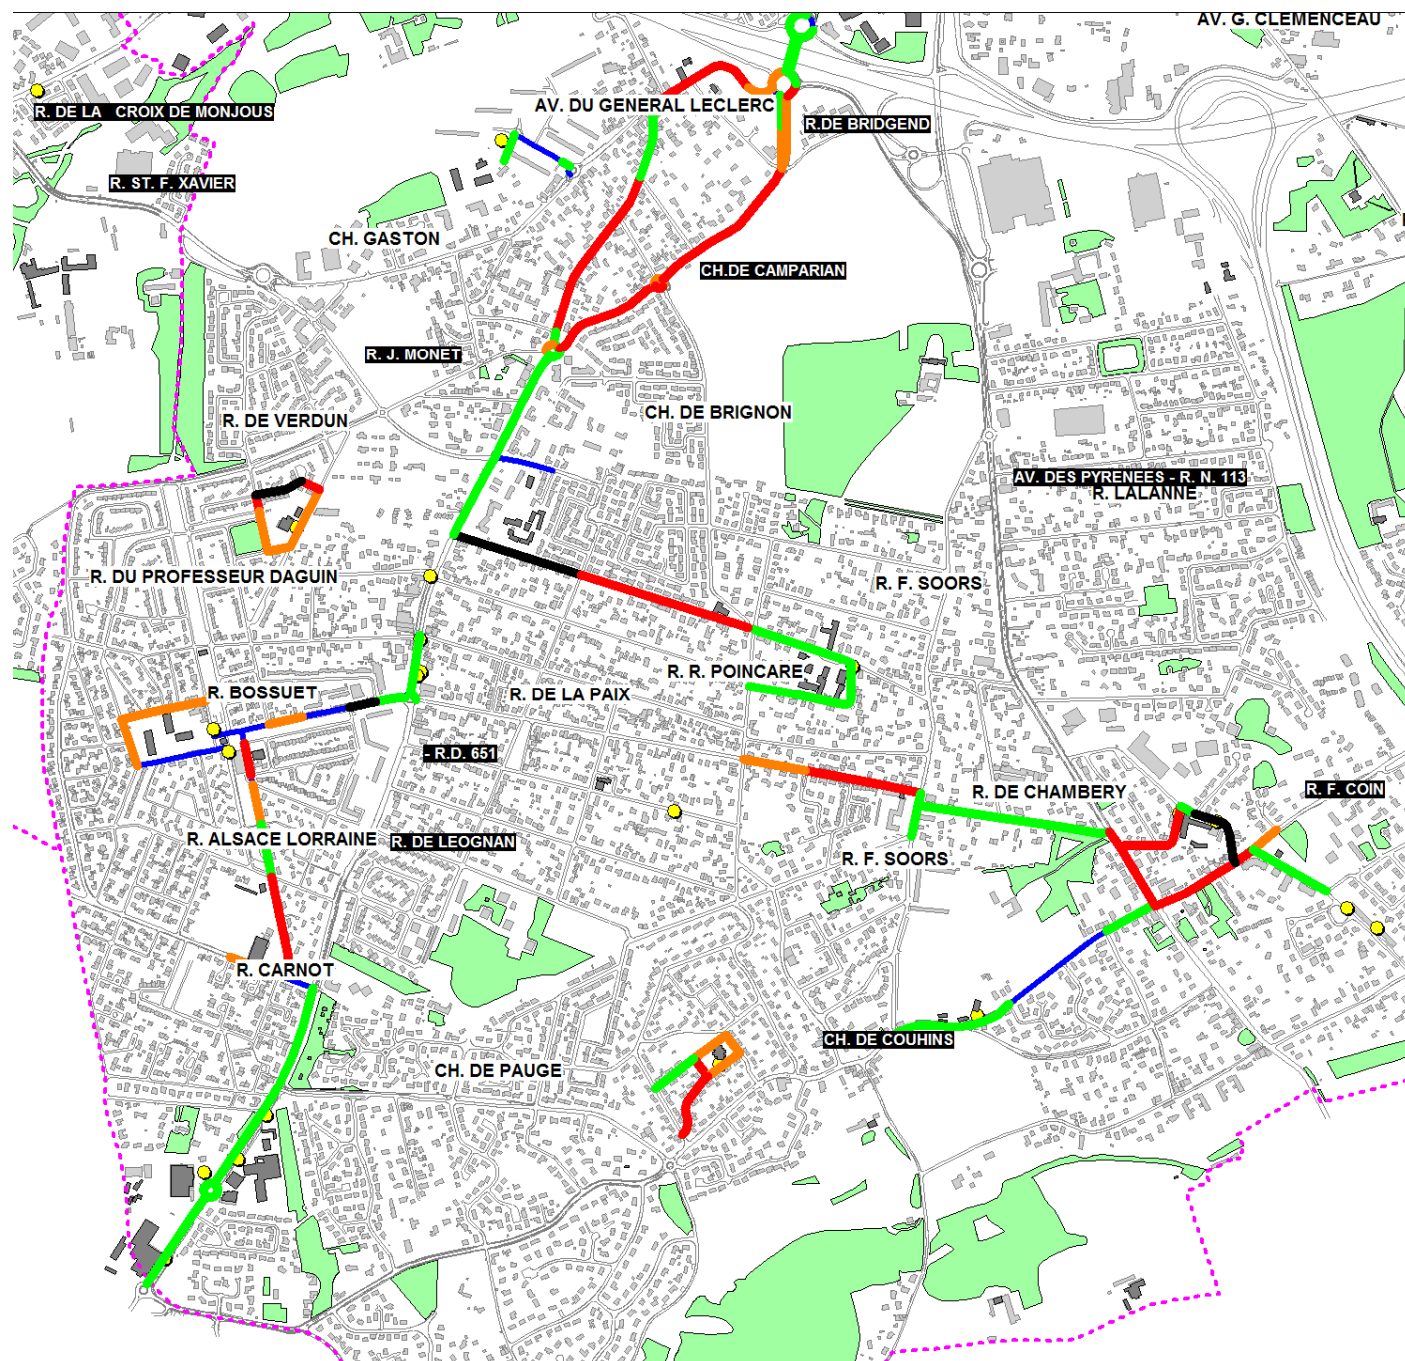 AV. G. CLEMENCEAU
R. DE LA CROIX DE MONJOUS
AV. DU GENERAL LECLERC
R.DE BRIDGEND
R. ST. F. XAVIER
CH. GASTON
CH.DE CAMPARIAN
R. J. MONET
CH. DE BRIGNON
R. DE VERDUN
AV. DES PYRENEES - R. N. 113
R. LALANNE
R. DU PROFESSEUR DAGUIN
R. F. SOORS
R. R. POINCARE
R. BOSSUET
R. DE LA PAIX
- R.D. 651
R. DE CHAMBERY
R. F. COIN
R. ALSACE LORRAINE
R. DE LEOGNAN
R. F. SOORS
R. CARNOT
CH. DE COUHINS
CH. DE PAUGE